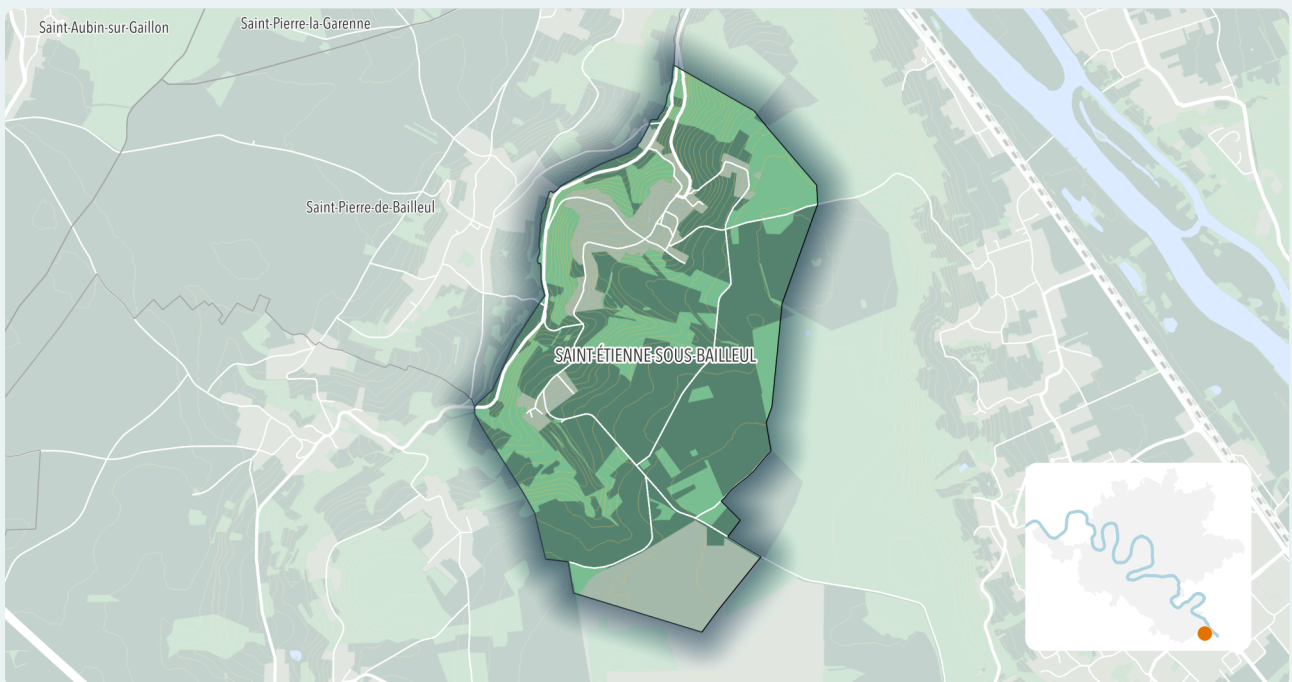 Saint-Aubin-sur-Gaillon
Saint-Pierre-la-Garenne
Saint-Pierre-de-Bailleul
SAINT-ÉTIENNE-SOUS-BAILLEUL